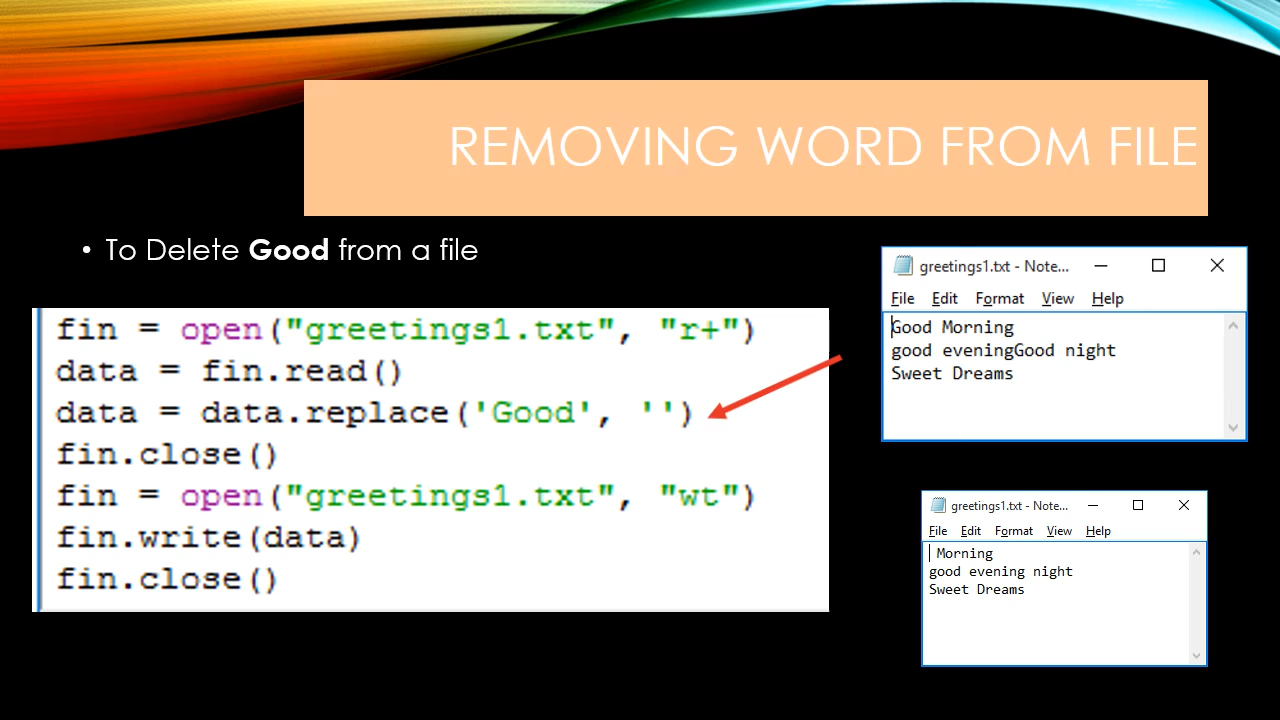 REMOVING WORD FROM FILE
• To Delete Good from a file
fin = open("greetings1.txt", "r+")
data = fin.read()
data = data.replace('Good', '')
fin.close()
fin = open("greetings1.txt", "wt")
fin.write(data)
fin.close()
greetings1.txt - Note...
File Edit Format View Help
Good Morning
good eveningGood night
Sweet Dreams
greetings1.txt - Note...
File Edit Format View Help
Morning
good evening night
Sweet Dreams